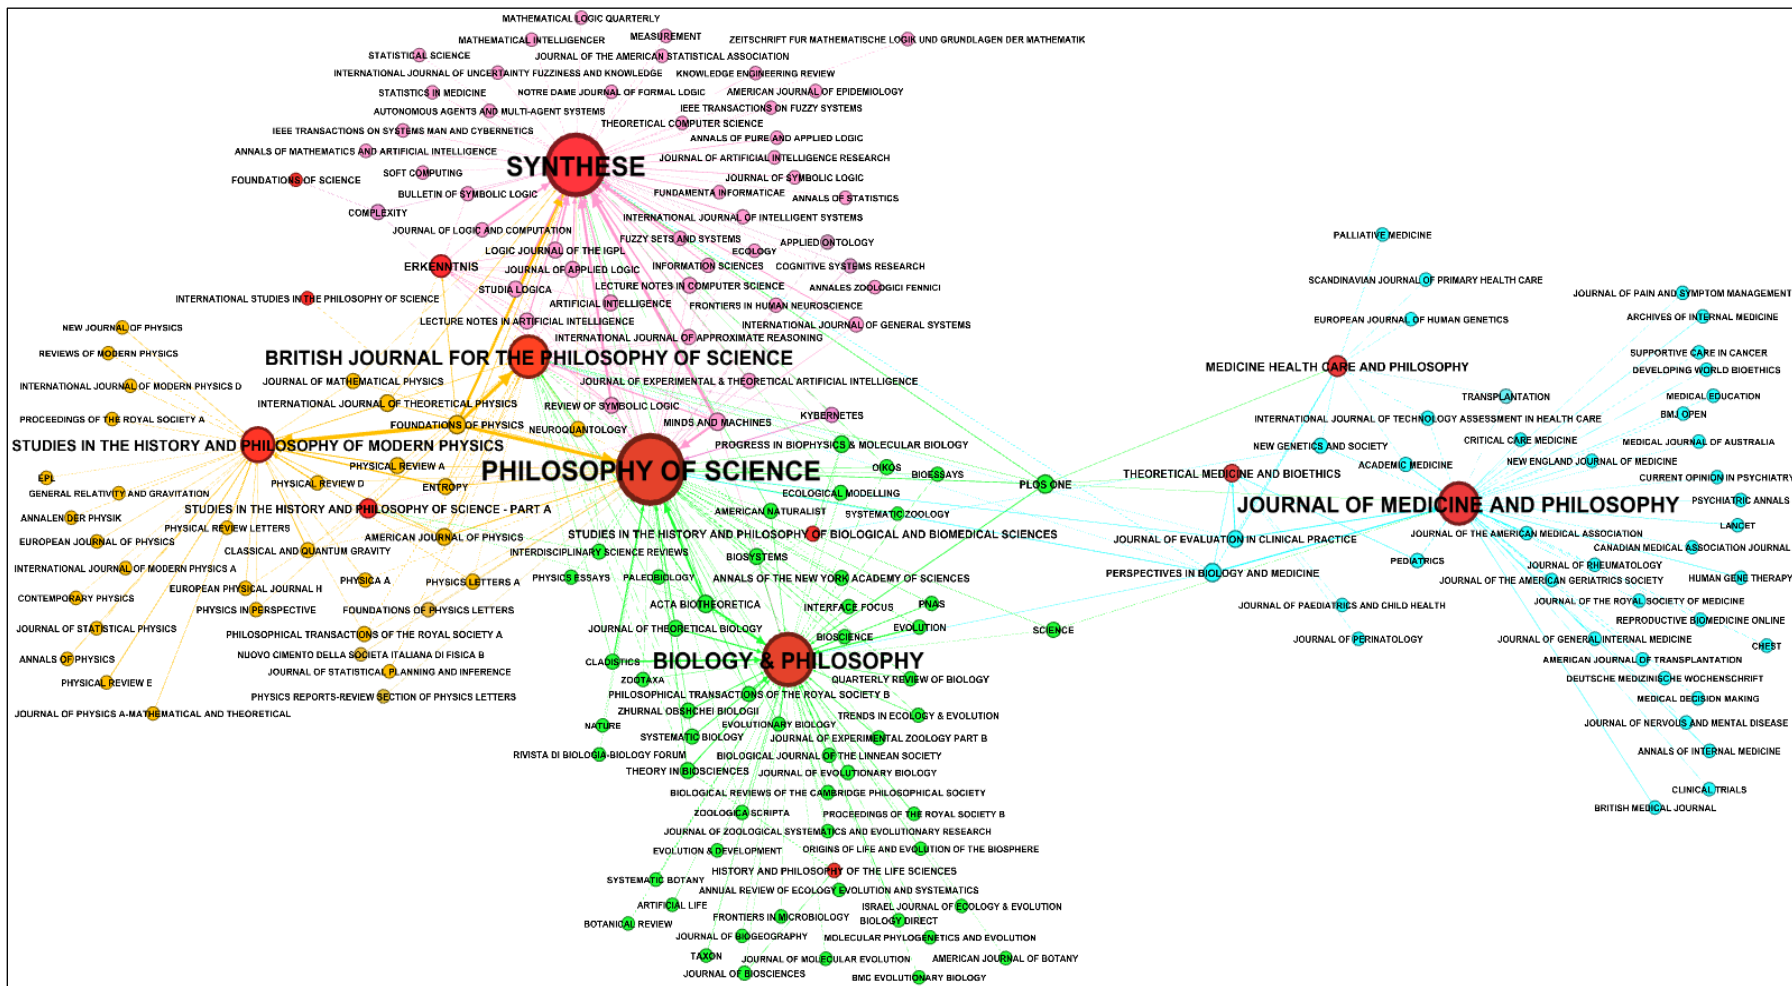 MATHEMATICAL LOGIC QUARTERLY
MATHEMATICAL INTELLIGENCER
MEASUREMENT
ZEITSCHRIFT FUR MATHEMATISCHE LOGIK UND GRUNDLAGEN DER MATHEMATIK
STATISTICAL SCIENCE
JOURNAL OF THE AMERICAN STATISTICAL ASSOCIATION
INTERNATIONAL JOURNAL OF UNCERTAINTY FUZZINESS AND KNOWLEDGE
KNOWLEDGE ENGINEERING REVIEW
STATISTICS IN MEDICINE
NOTRE DAME JOURNAL OF FORMAL LOGIC
AMERICAN JOURNAL OF EPIDEMIOLOGY
AUTONOMOUS AGENTS AND MULTI-AGENT SYSTEMS
IEEE TRANSACTIONS ON FUZZY SYSTEMS
THEORETICAL COMPUTER SCIENCE
IEEE TRANSACTIONS ON SYSTEMS MAN AND CYBERNETICS
ANNALS OF PURE AND APPLIED LOGIC
ANNALS OF MATHEMATICS AND ARTIFICIAL INTELLIGENCE
JOURNAL OF ARTIFICIAL INTELLIGENCE RESEARCH
SYNTHESE
SOFT COMPUTING
JOURNAL OF SYMBOLIC LOGIC
FOUNDATIONS OF SCIENCE
BULLETIN OF SYMBOLIC LOGIC
FUNDAMENTA INFORMATICAE
ANNALS OF STATISTICS
COMPLEXITY
INTERNATIONAL JOURNAL OF INTELLIGENT SYSTEMS
JOURNAL OF LOGIC AND COMPUTATION
FUZZY SETS AND SYSTEMS
APPLIED ONTOLOGY
PALLIATIVE MEDICINE
LOGIC JOURNAL OF THE IGPL
ECOLOGY
ERKENNTNIS
JOURNAL OF APPLIED LOGIC
INFORMATION SCIENCES
COGNITIVE SYSTEMS RESEARCH
SCANDINAVIAN JOURNAL OF PRIMARY HEALTH CARE
STUDIA LOGICA
LECTURE NOTES IN COMPUTER SCIENCE
ANNALES ZOOLOGICI FENNICI
JOURNAL OF PAIN AND SYMPTOM MANAGEMENT
INTERNATIONAL STUDIES IN THE PHILOSOPHY OF SCIENCE
ARTIFICIAL INTELLIGENCE
FRONTIERS IN HUMAN NEUROSCIENCE
EUROPEAN JOURNAL OF HUMAN GENETICS
ARCHIVES OF INTERNAL MEDICINE
LECTURE NOTES IN ARTIFICIAL INTELLIGENCE
INTERNATIONAL JOURNAL OF GENERAL SYSTEMS
NEW JOURNAL OF PHYSICS
INTERNATIONAL JOURNAL OF APPROXIMATE REASONING
REVIEWS OF MODERN PHYSICS
BRITISH JOURNAL FOR THE PHILOSOPHY OF SCIENCE
SUPPORTIVE CARE IN CANCER
MEDICINE HEALTH CARE AND PHILOSOPHY
DEVELOPING WORLD BIOETHICS
JOURNAL OF MATHEMATICAL PHYSICS
JOURNAL OF EXPERIMENTAL & THEORETICAL ARTIFICIAL INTELLIGENCE
INTERNATIONAL JOURNAL OF MODERN PHYSICS D
TRANSPLANTATION
MEDICAL EDUCATION
INTERNATIONAL JOURNAL OF THEORETICAL PHYSICS
REVIEW OF SYMBOLIC LOGIC
KYBERNETES
BMJ OPEN
PROCEEDINGS OF THE ROYAL SOCIETY A
FOUNDATIONS OF PHYSICS
NEUROQUANTOLOGY
MINDS AND MACHINES
INTERNATIONAL JOURNAL OF TECHNOLOGY ASSESSMENT IN HEALTH CARE
STUDIES IN THE HISTORY AND PHILOSOPHY OF MODERN PHYSICS
PROGRESS IN BIOPHYSICS & MOLECULAR BIOLOGY
NEW GENETICS AND SOCIETY
CRITICAL CARE MEDICINE
MEDICAL JOURNAL OF AUSTRALIA
PHYSICAL REVIEW A
PHILOSOPHY OF SCIENCE
OIKOS
BIOESSAYS
THEORETICAL MEDICINE AND BIOETHICS
ACADEMIC MEDICINE
NEW ENGLAND JOURNAL OF MEDICINE
EPL
PHYSICAL REVIEW D
ENTROPY
PLOS ONE
CURRENT OPINION IN PSYCHIATRY
GENERAL RELATIVITY AND GRAVITATION
ECOLOGICAL MODELLING
JOURNAL OF MEDICINE AND PHILOSOPHY
PSYCHIATRIC ANNALS
STUDIES IN THE HISTORY AND PHILOSOPHY OF SCIENCE - PART A
AMERICAN NATURALIST
SYSTEMATIC ZOOLOGY
ANNALEN DER PHYSIK
PHYSICAL REVIEW LETTERS
LANCET
EUROPEAN JOURNAL OF PHYSICS
AMERICAN JOURNAL OF PHYSICS
STUDIES IN THE HISTORY AND PHILOSOPHY OF BIOLOGICAL AND BIOMEDICAL SCIENCES
JOURNAL OF EVALUATION IN CLINICAL PRACTICE
JOURNAL OF THE AMERICAN MEDICAL ASSOCIATION
CLASSICAL AND QUANTUM GRAVITY
INTERDISCIPLINARY SCIENCE REVIEWS
BIOSYSTEMS
CANADIAN MEDICAL ASSOCIATION JOURNAL
INTERNATIONAL JOURNAL OF MODERN PHYSICS A
PEDIATRICS
JOURNAL OF RHEUMATOLOGY
PHYSICA A
PHYSICS LETTERS A
PHYSICS ESSAYS
PALEOBIOLOGY
ANNALS OF THE NEW YORK ACADEMY OF SCIENCES
PERSPECTIVES IN BIOLOGY AND MEDICINE
JOURNAL OF THE AMERICAN GERIATRICS SOCIETY
HUMAN GENE THERAPY
EUROPEAN PHYSICAL JOURNAL H
CONTEMPORARY PHYSICS
PHYSICS IN PERSPECTIVE
FOUNDATIONS OF PHYSICS LETTERS
ACTA BIOTHEORETICA
INTERFACE FOCUS
PNAS
JOURNAL OF PAEDIATRICS AND CHILD HEALTH
JOURNAL OF THE ROYAL SOCIETY OF MEDICINE
JOURNAL OF STATISTICAL PHYSICS
PHILOSOPHICAL TRANSACTIONS OF THE ROYAL SOCIETY A
JOURNAL OF THEORETICAL BIOLOGY
BIOSCIENCE
EVOLUTION
SCIENCE
REPRODUCTIVE BIOMEDICINE ONLINE
JOURNAL OF PERINATOLOGY
JOURNAL OF GENERAL INTERNAL MEDICINE
CHEST
ANNALS OF PHYSICS
NUOVO CIMENTO DELLA SOCIETA ITALIANA DI FISICA B
CLADISTICS
BIOLOGY & PHILOSOPHY
AMERICAN JOURNAL OF TRANSPLANTATION
JOURNAL OF STATISTICAL PLANNING AND INFERENCE
ZOOTAXA
QUARTERLY REVIEW OF BIOLOGY
DEUTSCHE MEDIZINISCHE WOCHENSCHRIFT
PHYSICAL REVIEW E
PHYSICS REPORTS-REVIEW SECTION OF PHYSICS LETTERS
PHILOSOPHICAL TRANSACTIONS OF THE ROYAL SOCIETY B
MEDICAL DECISION MAKING
JOURNAL OF PHYSICS A-MATHEMATICAL AND THEORETICAL
ZHURNAL OBSHCHEI BIOLOGII
TRENDS IN ECOLOGY & EVOLUTION
NATURE
EVOLUTIONARY BIOLOGY
JOURNAL OF NERVOUS AND MENTAL DISEASE
SYSTEMATIC BIOLOGY
JOURNAL OF EXPERIMENTAL ZOOLOGY PART B
RIVISTA DI BIOLOGIA-BIOLOGY FORUM
BIOLOGICAL JOURNAL OF THE LINNEAN SOCIETY
ANNALS OF INTERNAL MEDICINE
THEORY IN BIOSCIENCES
JOURNAL OF EVOLUTIONARY BIOLOGY
BIOLOGICAL REVIEWS OF THE CAMBRIDGE PHILOSOPHICAL SOCIETY
CLINICAL TRIALS
ZOOLOGICA SCRIPTA
PROCEEDINGS OF THE ROYAL SOCIETY B
BRITISH MEDICAL JOURNAL
JOURNAL OF ZOOLOGICAL SYSTEMATICS AND EVOLUTIONARY RESEARCH
EVOLUTION & DEVELOPMENT
ORIGINS OF LIFE AND EVOLUTION OF THE BIOSPHERE
HISTORY AND PHILOSOPHY OF THE LIFE SCIENCES
SYSTEMATIC BOTANY
ANNUAL REVIEW OF ECOLOGY EVOLUTION AND SYSTEMATICS
ARTIFICIAL LIFE
ISRAEL JOURNAL OF ECOLOGY & EVOLUTION
BOTANICAL REVIEW
FRONTIERS IN MICROBIOLOGY
BIOLOGY DIRECT
JOURNAL OF BIOGEOGRAPHY
MOLECULAR PHYLOGENETICS AND EVOLUTION
TAXON
JOURNAL OF MOLECULAR EVOLUTION
AMERICAN JOURNAL OF BOTANY
JOURNAL OF BIOSCIENCES
BMC EVOLUTIONARY BIOLOGY